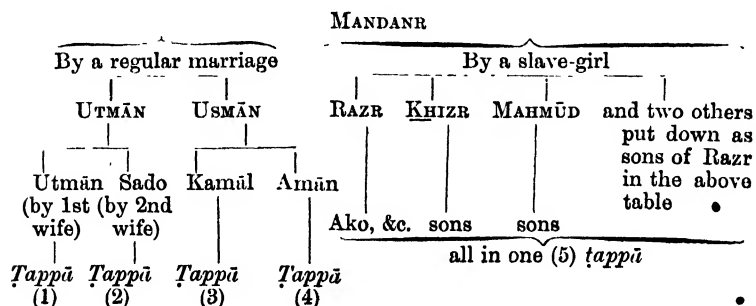 MANDANR
By a regular marriage By a slave-girl
UTMĀN USMĀN RAZR KHIZR MAHMŪD and two others
put down as
sons of Razr
in the above
table
Utmān Sado Kamāl Amān
(by 1st (by 2nd
wife) wife)
Ako, &c. sons sons
all in one (5) ṭappā
Ṭappā Ṭappā Ṭappā Ṭappā
(1) (2) (3) (4)